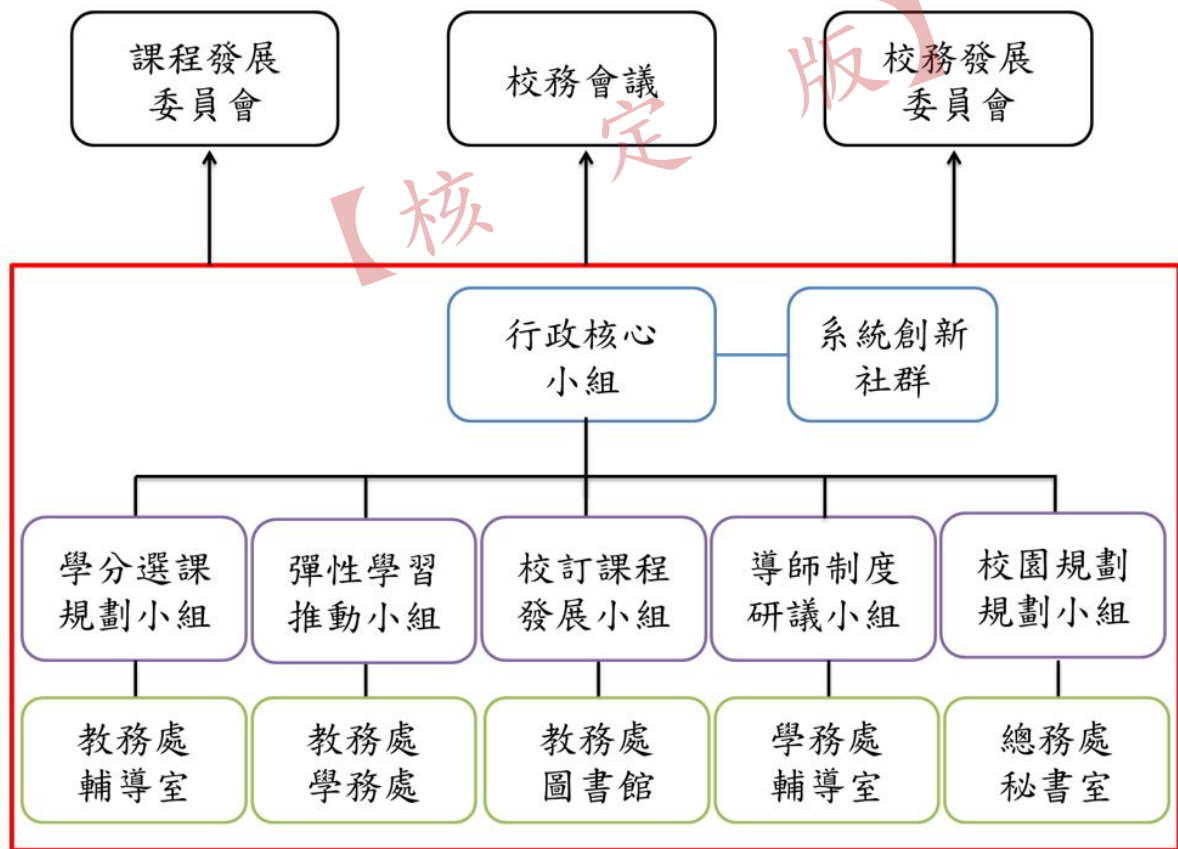 課程發展
委員會
校務會議
校務發展
委員會
【核定版】
行政核心
小組
系統創新
社群
學分選課
規劃小組
彈性學習
推動小組
校訂課程
發展小組
導師制度
研議小組
校園規劃
規劃小組
教務處
輔導室
教務處
學務處
教務處
圖書館
學務處
輔導室
總務處
秘書室